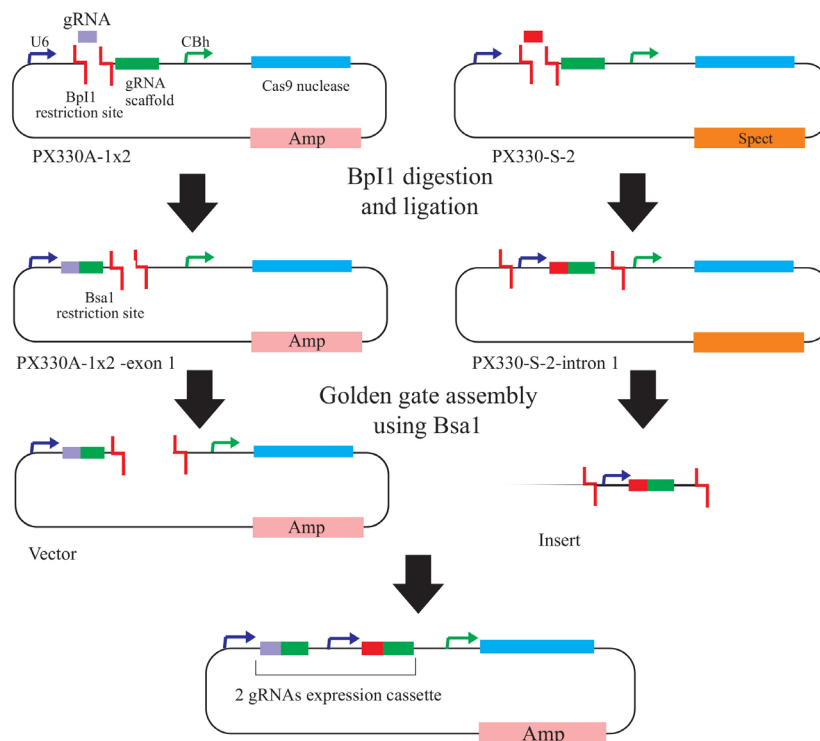 gRNA
U6
CBh
BpI1
restriction site
gRNA
scaffold
Cas9 nuclease
Amp
PX330A-1x2
Spect
PX330-S-2
BpI1 digestion
and ligation
Bsa1
restriction site
Amp
PX330A-1x2 -exon 1
PX330-S-2-intron 1
Golden gate assembly
using Bsa1
Amp
Vector
Insert
2 gRNAs expression cassette
Amp